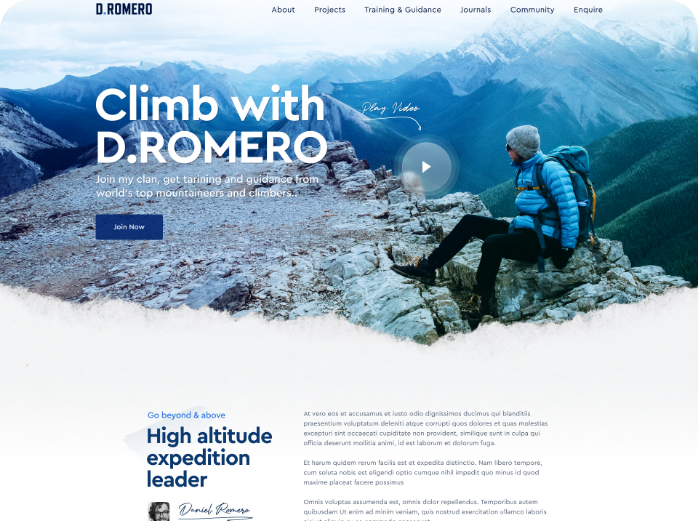 D.ROMERO
About Projects Training & Guidance Journals Community Enquire
Climb with
D.ROMERO
Play Video
Join my clan, get tarining and guidance from
world's top mountaineers and climbers..
Join Now
Go beyond & above
High altitude
expedition
leader
Daniel Romero
At vero eos et accusamus et iusto odio dignissimos ducimus qui blanditiis
praesentium voluptatum deleniti atque corrupti quos dolores et quas molestias
excepturi sint occaecati cupiditate non provident, similique sunt in culpa qui
officia deserunt mollitia animi, id est laborum et dolorum fuga.
Et harum quidem rerum facilis est et expedita distinctio. Nam libero tempore,
cum soluta nobis est eligendi optio cumque nihil impedit quo minus id quod
maxime placeat facere possimus
Omnis voluptas assumenda est, omnis dolor repellendus. Temporibus autem
quibusdam Ut enim ad minim veniam, quis nostrud exercitation ullamco laboris